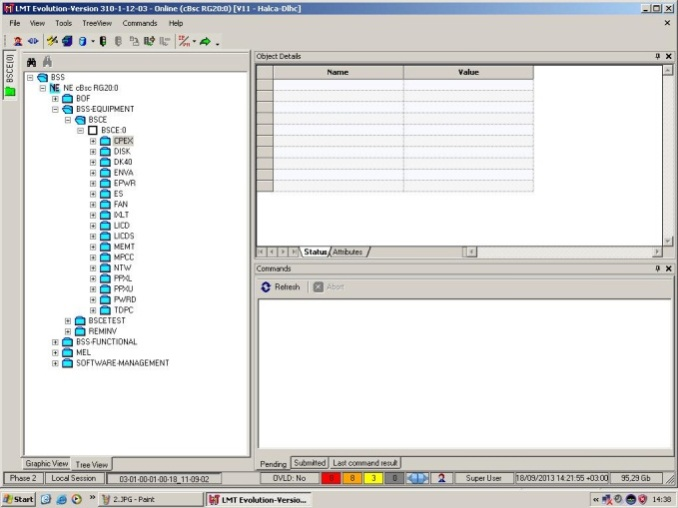 LMT Evolution-Version 310-1-12-03 - Online (cBsc RG20:0) [V11 - Halca-Dlhc]
File View Tools TreeView Commands Help
BSCE(0)
BSS
NE NE cBsc RG20:0
BOF
BSS-EQUIPMENT
BSCE
BSCE:0
CPEX
DISK
DK40
ENVA
EPWR
ES
FAN
IXLT
LICD
LICDS
MEMT
MPCC
NTW
PPXL
PPXU
PWRD
TDPC
BSCETEST
REMINV
BSS-FUNCTIONAL
MEL
SOFTWARE-MANAGEMENT
Graphic View Tree View
Object Details
Name Value
Status Attributes
Commands
Refresh Abort
Pending Submitted Last command result
Phase 2 Local Session 03-01-00-01-00-18_11-09-02 OVLD: No 8 3 Super User 18/09/2013 14:21:55 +03:00 95,29 Gb
Start 2.JPG - Paint LMT Evolution-Versio... 14:38